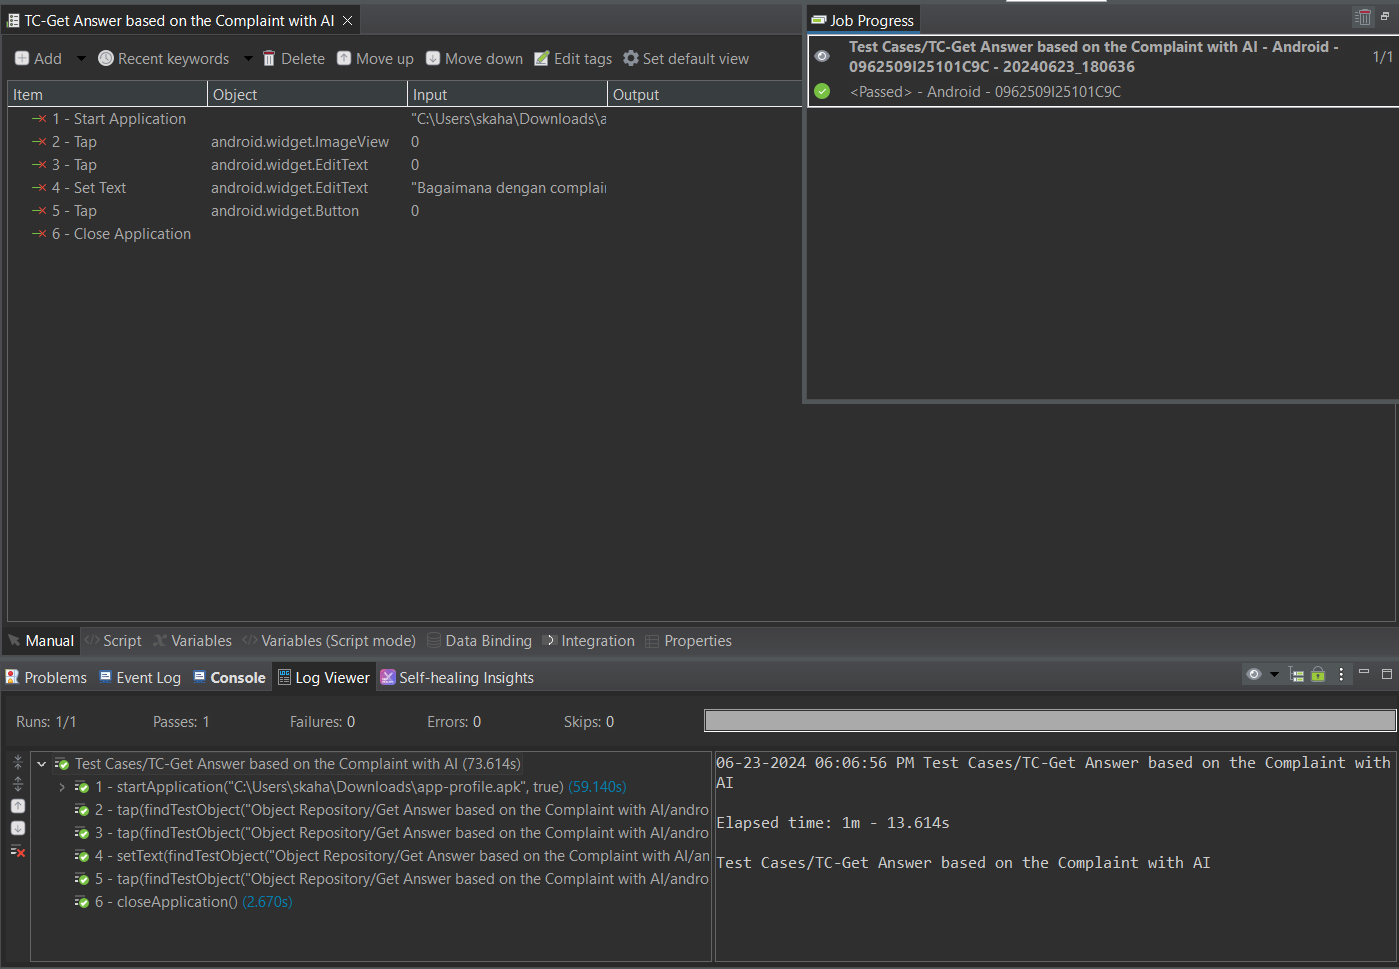 TC-Get Answer based on the Complaint with AI
Add Recent keywords Delete Move up Move down Edit tags Set default view
Item Object Input Output
1 - Start Application "C:\Users\skaha\Downloads\a
2 - Tap android.widget.ImageView 0
3 - Tap android.widget.EditText 0
4 - Set Text android.widget.EditText "Bagaimana dengan complai
5 - Tap android.widget.Button 0
6 - Close Application
Job Progress
Test Cases/TC-Get Answer based on the Complaint with AI - Android -
0962509I25101C9C - 20240623_180636
1/1
<Passed> - Android - 0962509I25101C9C
Manual Script Variables Variables (Script mode) Data Binding Integration Properties
Problems Event Log Console Log Viewer Self-healing Insights
Runs: 1/1 Passes: 1 Failures: 0 Errors: 0 Skips: 0
Test Cases/TC-Get Answer based on the Complaint with AI (73.614s)
1 - startApplication("C:\Users\skaha\Downloads\app-profile.apk", true) (59.140s)
2 - tap(findTestObject("Object Repository/Get Answer based on the Complaint with AI/andro
3 - tap(findTestObject("Object Repository/Get Answer based on the Complaint with AI/andro
4 - setText(findTestObject("Object Repository/Get Answer based on the Complaint with AI/an
5 - tap(findTestObject("Object Repository/Get Answer based on the Complaint with AI/andro
6 - closeApplication() (2.670s)
06-23-2024 06:06:56 PM Test Cases/TC-Get Answer based on the Complaint with
AI
Elapsed time: 1m - 13.614s
Test Cases/TC-Get Answer based on the Complaint with AI